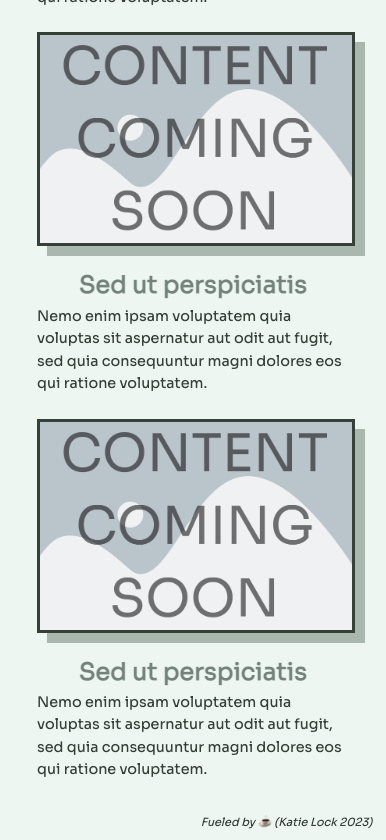 qui ratione voluptatem.
CONTENT
COMING
SOON
Sed ut perspiciatis
Nemo enim ipsam voluptatem quia
voluptas sit aspernatur aut odit aut fugit,
sed quia consequuntur magni dolores eos
qui ratione voluptatem.
CONTENT
COMING
SOON
Sed ut perspiciatis
Nemo enim ipsam voluptatem quia
voluptas sit aspernatur aut odit aut fugit,
sed quia consequuntur magni dolores eos
qui ratione voluptatem.
Fueled by ☕ (Katie Lock 2023)